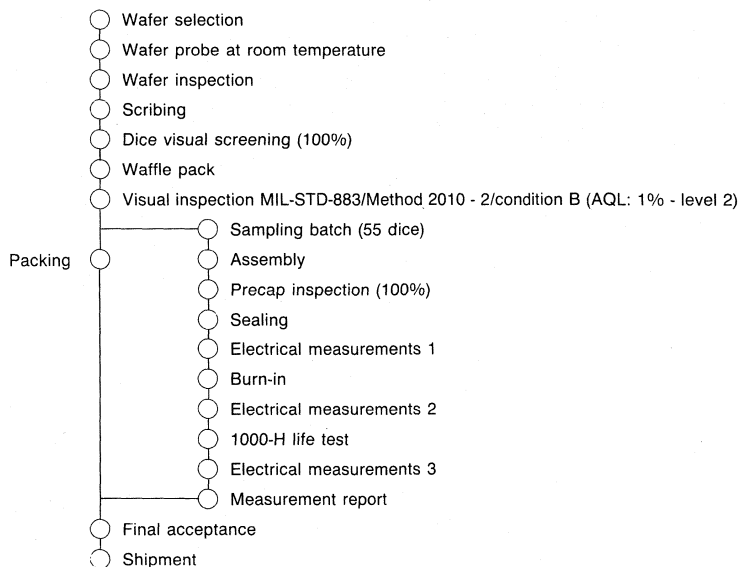 Wafer selection
Wafer probe at room temperature
Wafer inspection
Scribing
Dice visual screening (100%)
Waffle pack
Visual inspection MIL-STD-883/Method 2010 - 2/condition B (AQL: 1% - level 2)
Sampling batch (55 dice)
Packing Assembly
Precap inspection (100%)
Sealing
Electrical measurements 1
Burn-in
Electrical measurements 2
1000-H life test
Electrical measurements 3
Measurement report
Final acceptance
Shipment